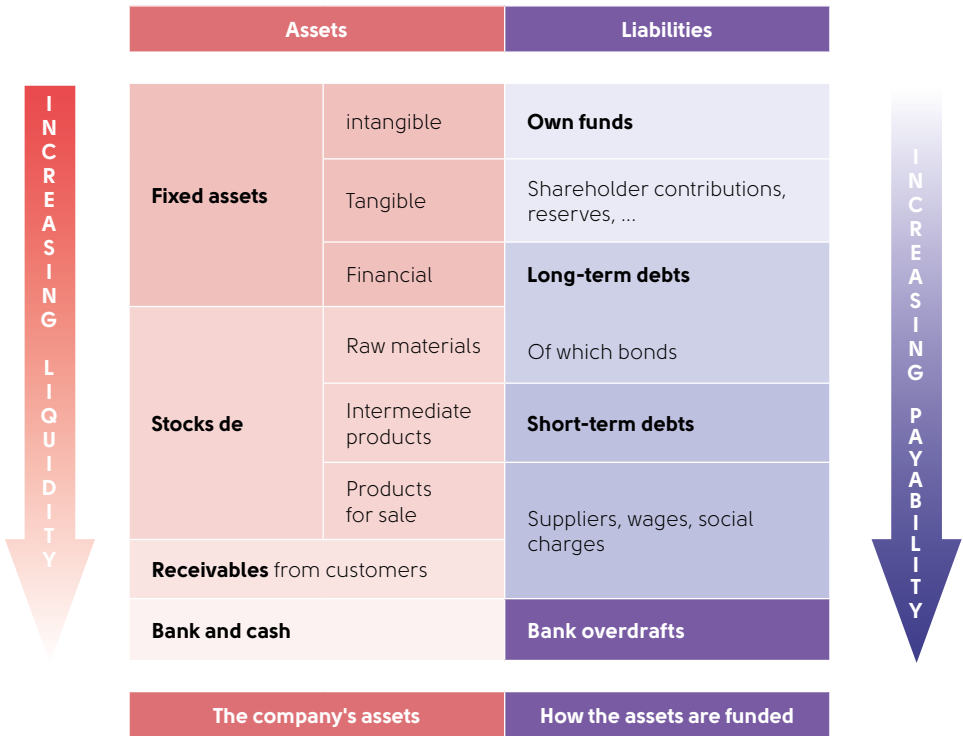 Assets
Liabilities
INCREASING LIQUIDITY
Fixed assets
intangible
Tangible
Financial
Stocks de
Raw materials
Intermediate
products
Products
for sale
Receivables from customers
Bank and cash
Own funds
Shareholder contributions,
reserves, ...
Long-term debts
Of which bonds
Short-term debts
Suppliers, wages, social
charges
Bank overdrafts
INCREASING PAYABILITY
The company's assets
How the assets are funded